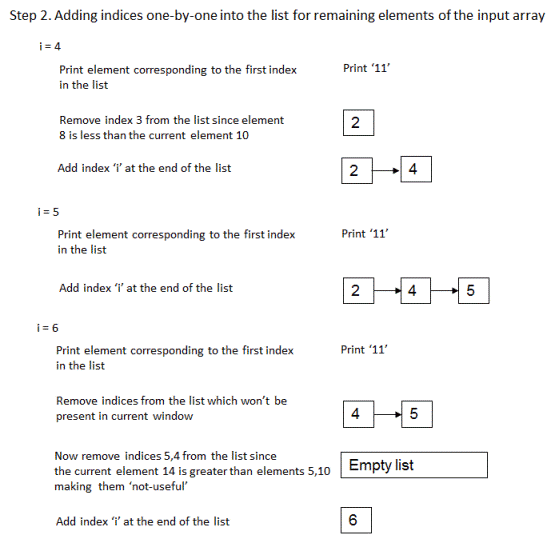 Step 2. Adding indices one-by-one into the list for remaining elements of the input array
i = 4
Print element corresponding to the first index
in the list
Print ‘11’
Remove index 3 from the list since element
8 is less than the current element 10
2
Add index ‘i’ at the end of the list
2 4
i = 5
Print element corresponding to the first index
in the list
Print ‘11’
Add index ‘i’ at the end of the list
2 4 5
i = 6
Print element corresponding to the first index
in the list
Print ‘11’
Remove indices from the list which won’t be
present in current window
4 5
Now remove indices 5,4 from the list since
the current element 14 is greater than elements 5,10
making them ‘not-useful’
Empty list
Add index ‘i’ at the end of the list
6